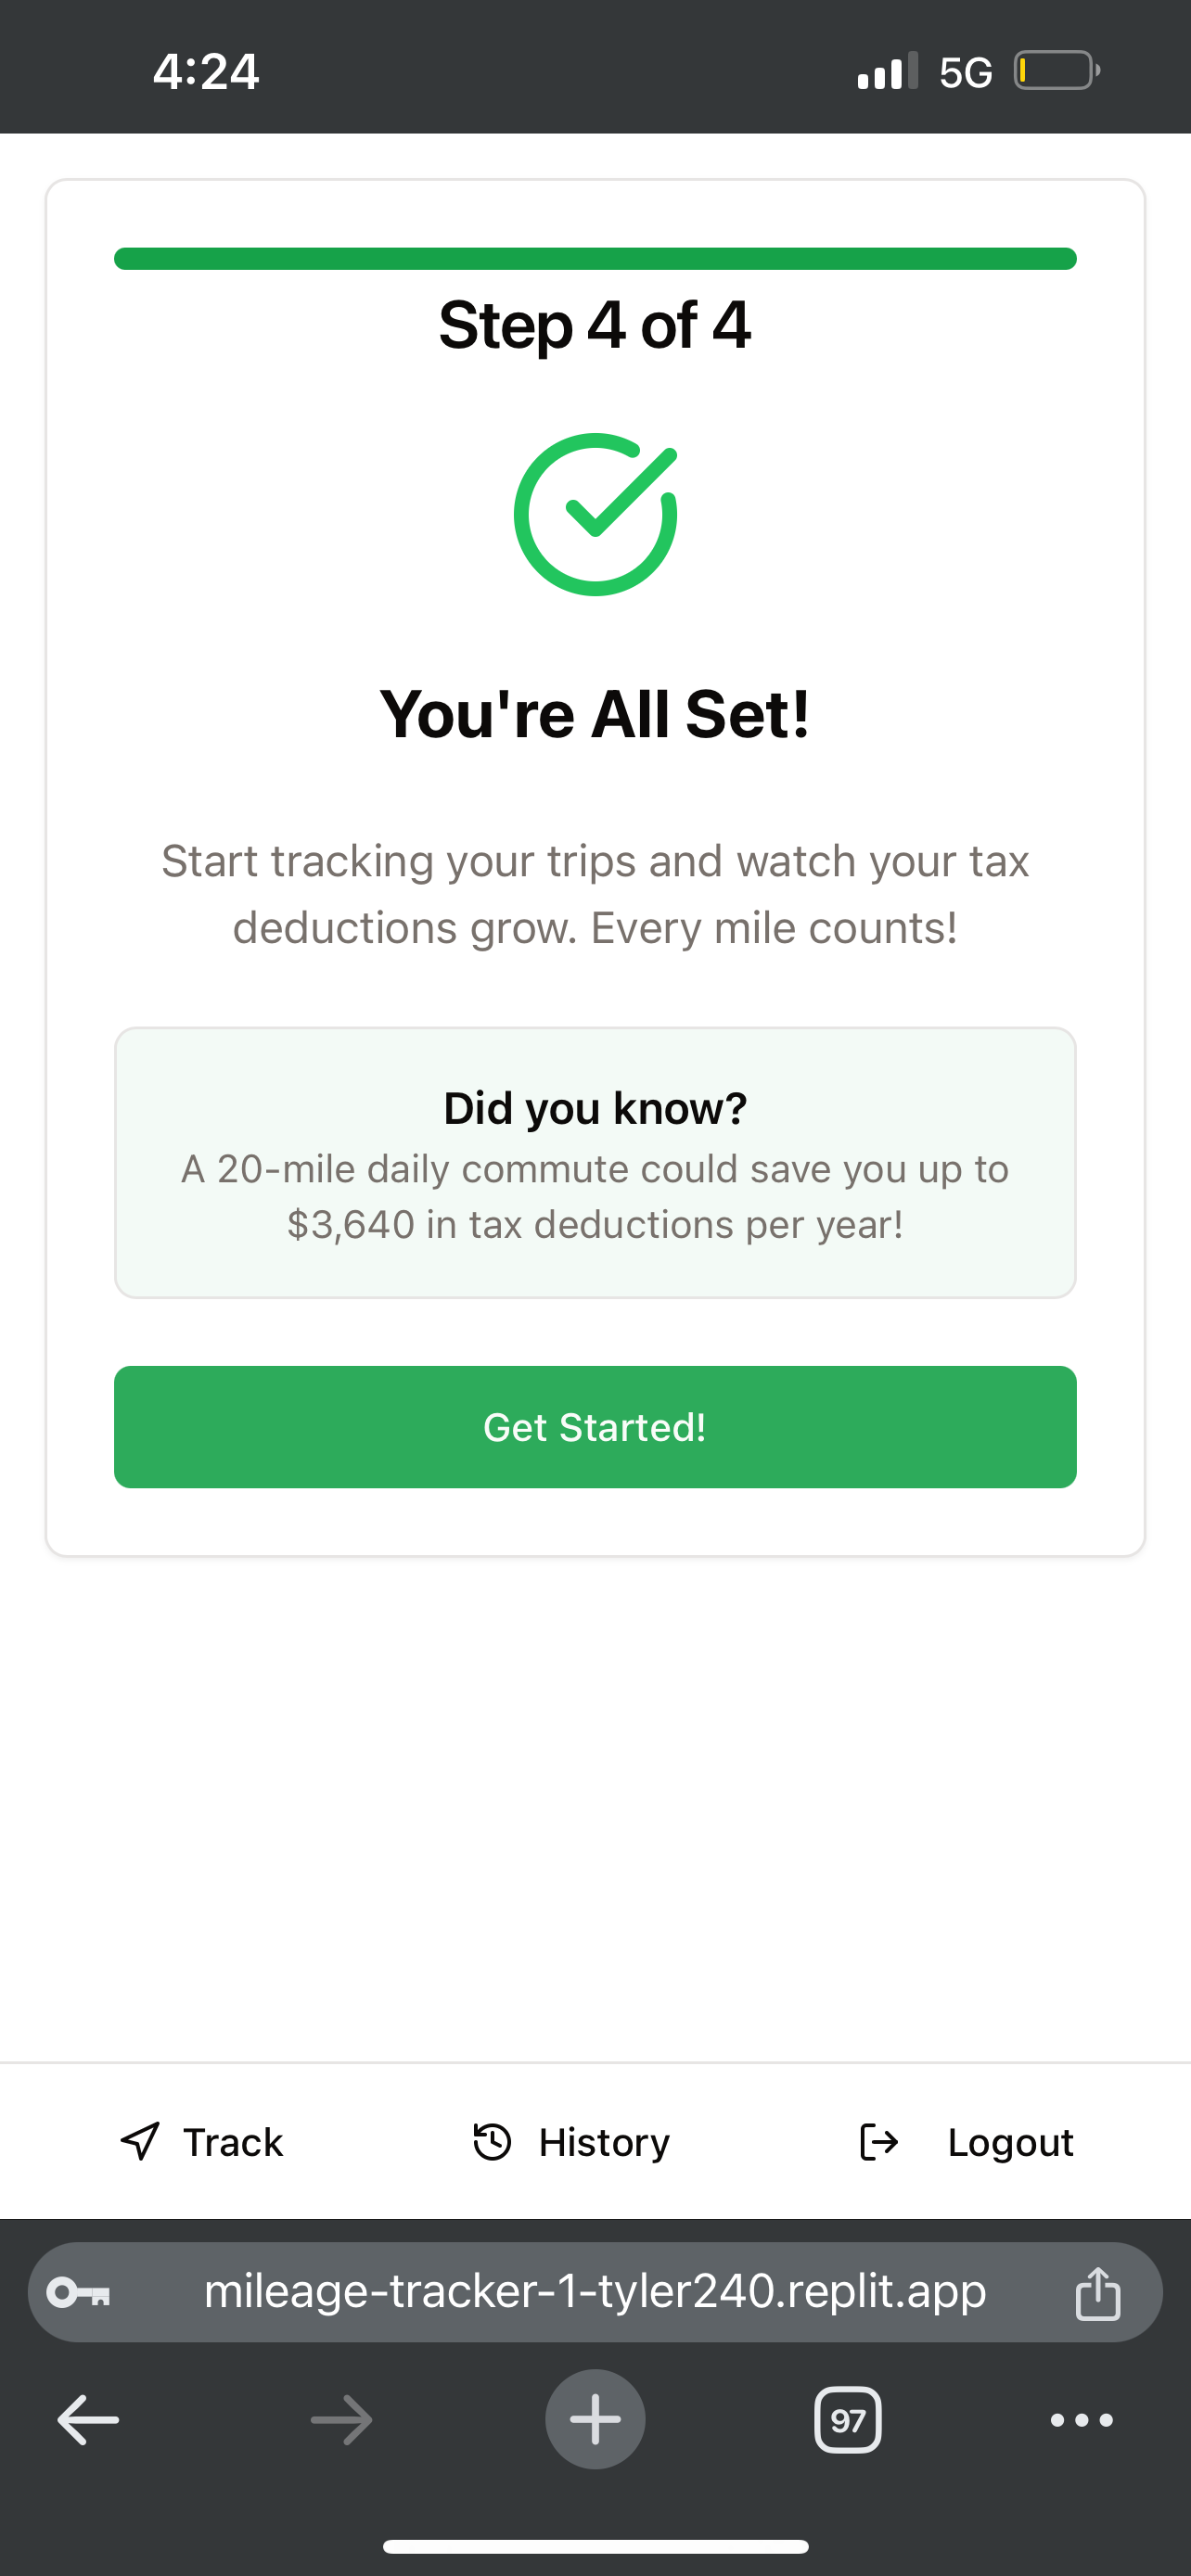 4:24
5G
Step 4 of 4
You're All Set!
Start tracking your trips and watch your tax
deductions grow. Every mile counts!
Did you know?
A 20-mile daily commute could save you up to
$3,640 in tax deductions per year!
Get Started!
Track
History
Logout
mileage-tracker-1-tyler240.replit.app
97